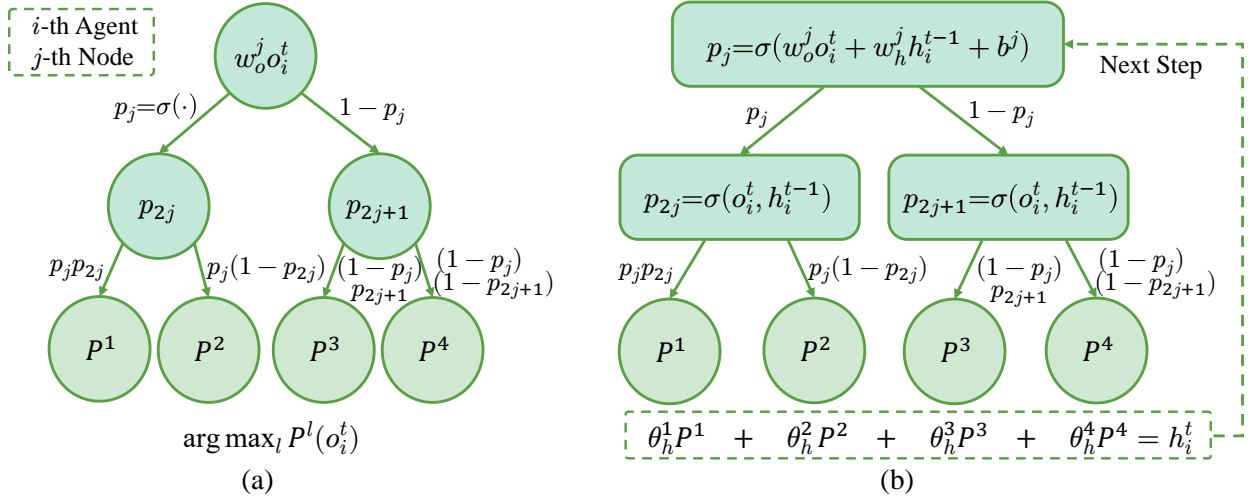 i-th Agent
j-th Node
w_o^j o_i^t
p_j=σ(·)
1 − p_j
p_{2j}
p_{2j+1}
p_j p_{2j}
p_j(1 − p_{2j})
(1 − p_j)
p_{2j+1}
(1 − p_j)
(1 − p_{2j+1})
P^1
P^2
P^3
P^4
arg max_l P^l(o_i^t)
(a)
p_j=σ(w_o^j o_i^t + w_h^j h_i^{t−1} + b^j)
Next Step
p_j
1 − p_j
p_{2j}=σ(o_i^t, h_i^{t−1})
p_{2j+1}=σ(o_i^t, h_i^{t−1})
p_j p_{2j}
p_j(1 − p_{2j})
(1 − p_j)
p_{2j+1}
(1 − p_j)
(1 − p_{2j+1})
P^1
P^2
P^3
P^4
θ_h^1 P^1 + θ_h^2 P^2 + θ_h^3 P^3 + θ_h^4 P^4 = h_i^t
(b)